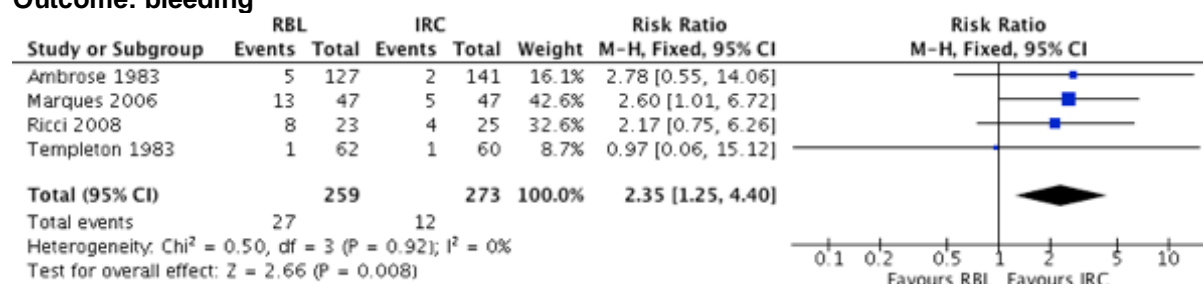 Outcome: bleeding
RBL IRC Risk Ratio Risk Ratio
Study or Subgroup Events Total Events Total Weight M-H, Fixed, 95% CI M-H, Fixed, 95% CI
Ambrose 1983 5 127 2 141 16.1% 2.78 [0.55, 14.06]
Marques 2006 13 47 5 47 42.6% 2.60 [1.01, 6.72]
Ricci 2008 8 23 4 25 32.6% 2.17 [0.75, 6.26]
Templeton 1983 1 62 1 60 8.7% 0.97 [0.06, 15.12]
Total (95% CI) 259 273 100.0% 2.35 [1.25, 4.40]
Total events 27 12
Heterogeneity: Chi² = 0.50, df = 3 (P = 0.92); I² = 0%
Test for overall effect: Z = 2.66 (P = 0.008)
0.1 0.2 0.5 1 2 5 10
Favours RBL Favours IRC